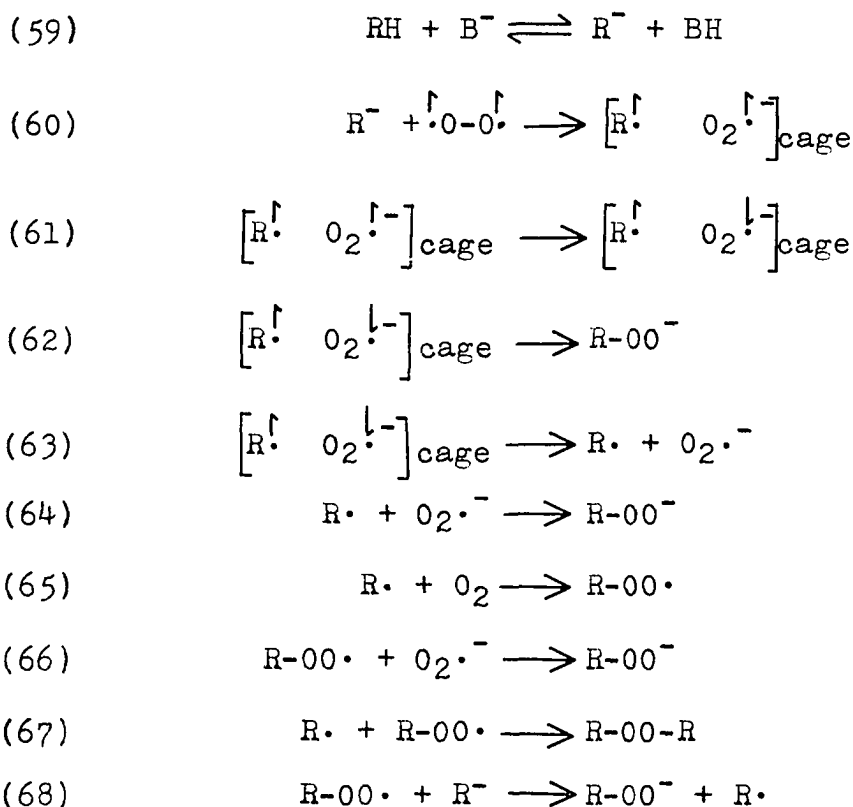 (59) RH + B⁻ ⇌ R⁻ + BH
(60) R⁻ + ↿·O-O·↿ ⟶ [R·↿ O₂·↿⁻]cage
(61) [R·↿ O₂·↿⁻]cage ⟶ [R·↿ O₂·⇂⁻]cage
(62) [R·↿ O₂·⇂⁻]cage ⟶ R-OO⁻
(63) [R·↿ O₂·⇂⁻]cage ⟶ R· + O₂·⁻
(64) R· + O₂·⁻ ⟶ R-OO⁻
(65) R· + O₂ ⟶ R-OO·
(66) R-OO· + O₂·⁻ ⟶ R-OO⁻
(67) R· + R-OO· ⟶ R-OO-R
(68) R-OO· + R⁻ ⟶ R-OO⁻ + R·